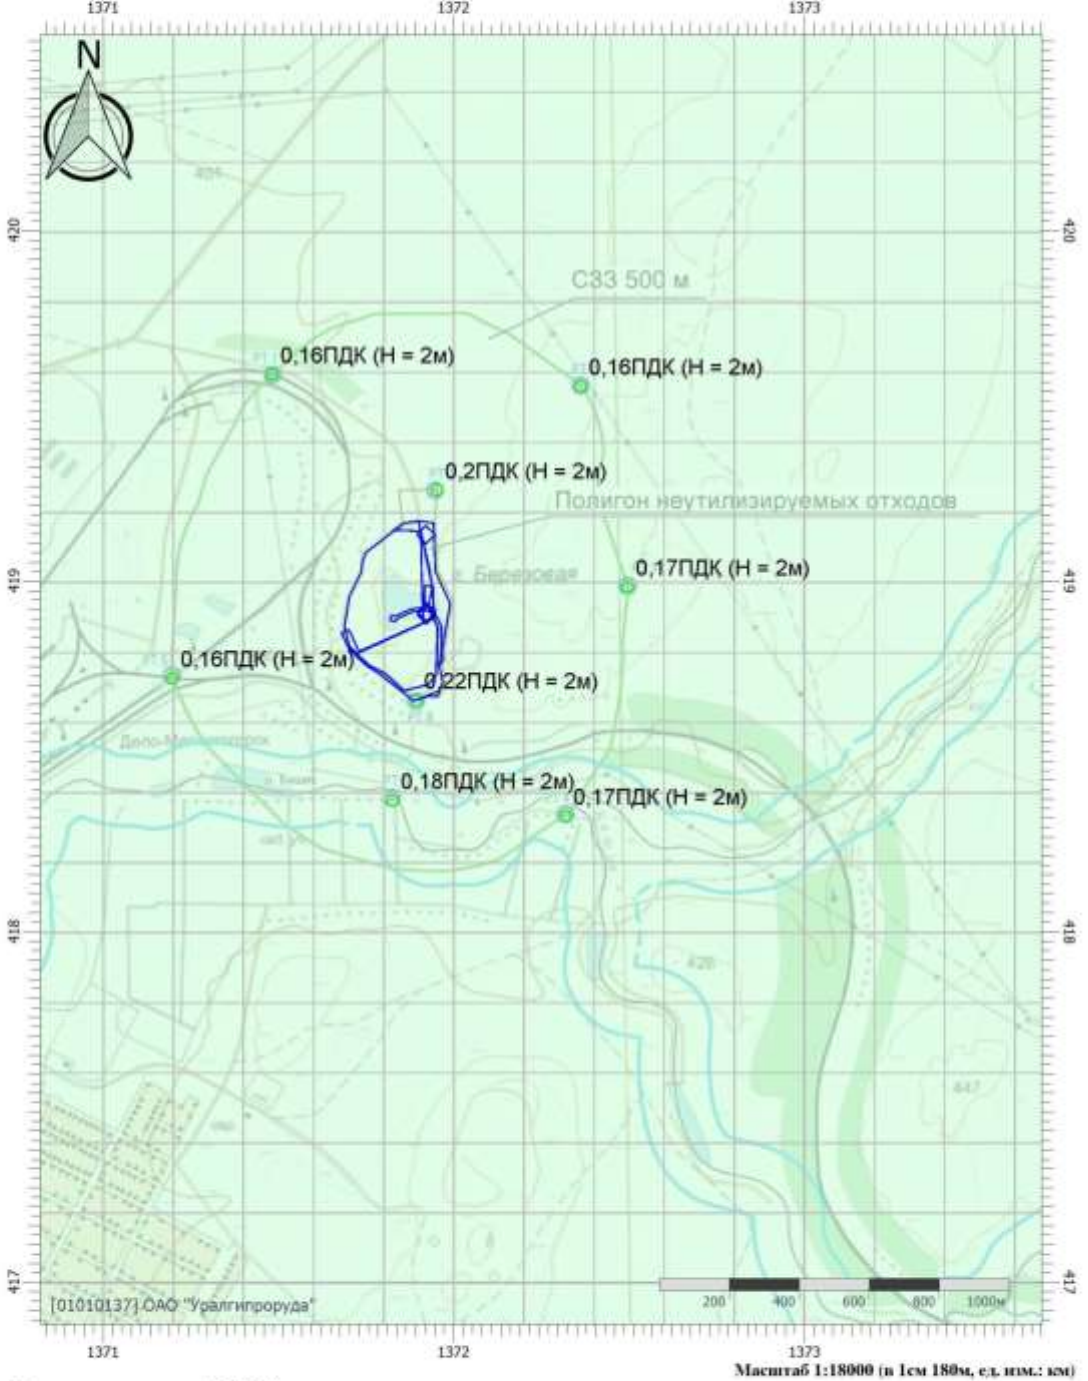 1371 1372 1373
N
404
420 420
СЗЗ 500 м
0,16ПДК (Н = 2м)
0,16ПДК (Н = 2м)
0,2ПДК (Н = 2м)
Полигон неутилизируемых отходов
419 419
г. Березовая
0,17ПДК (Н = 2м)
0,16ПДК (Н = 2м)
0,22ПДК (Н = 2м)
0,18ПДК (Н = 2м)
0,17ПДК (Н = 2м)
418 418
447
417 417
[01010137] ОАО "Уралгипроруда"
200 400 600 800 1000м
1371 1372 1373
Масштаб 1:18000 (в 1см 180м, ед. изм.: км)